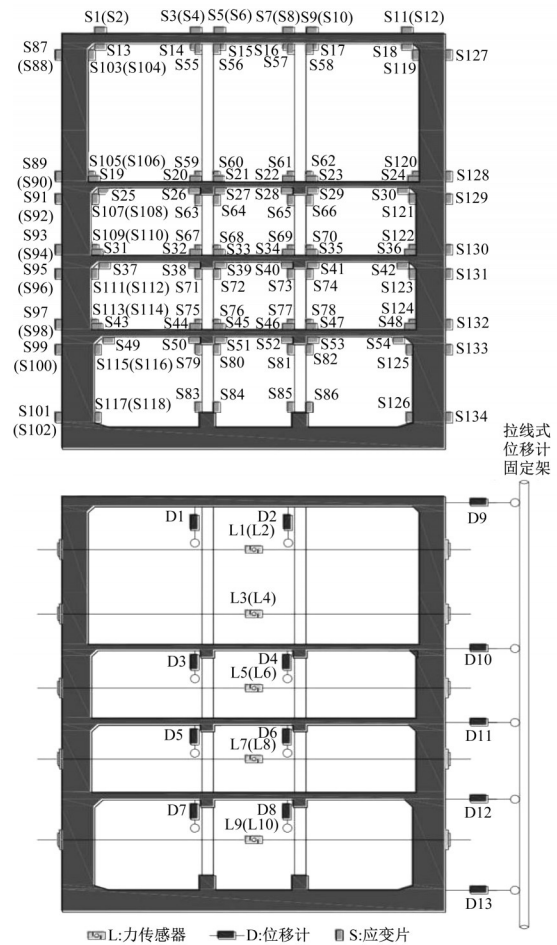 S1(S2) S3(S4) S5(S6) S7(S8) S9(S10) S11(S12)
S87 S13 S14 S15 S16 S17 S18 S127
(S88) S103(S104) S55 S56 S57 S58 S119
S89 S105(S106) S59 S60 S61 S62 S120
(S90) S19 S20 S21 S22 S23 S24 S128
S91 S25 S26 S27 S28 S29 S30 S129
(S92) S107(S108) S63 S64 S65 S66 S121
S93 S109(S110) S67 S68 S69 S70 S122
(S94) S31 S32 S33 S34 S35 S36 S130
S95 S37 S38 S39 S40 S41 S42 S131
(S96) S111(S112) S71 S72 S73 S74 S123
S97 S113(S114) S75 S76 S77 S78 S124
(S98) S43 S44 S45 S46 S47 S48 S132
S99 S49 S50 S51 S52 S53 S54 S133
(S100) S115(S116) S79 S80 S81 S82 S125
S101 S117(S118) S83 S84 S85 S86 S126 S134
(S102)
拉线式
位移计
固定架
D1 D2 D9
L1(L2)
L3(L4)
D3 D4 D10
L5(L6)
D5 D6 D11
L7(L8)
D7 D8 D12
L9(L10)
D13
L:力传感器 D:位移计 S:应变片